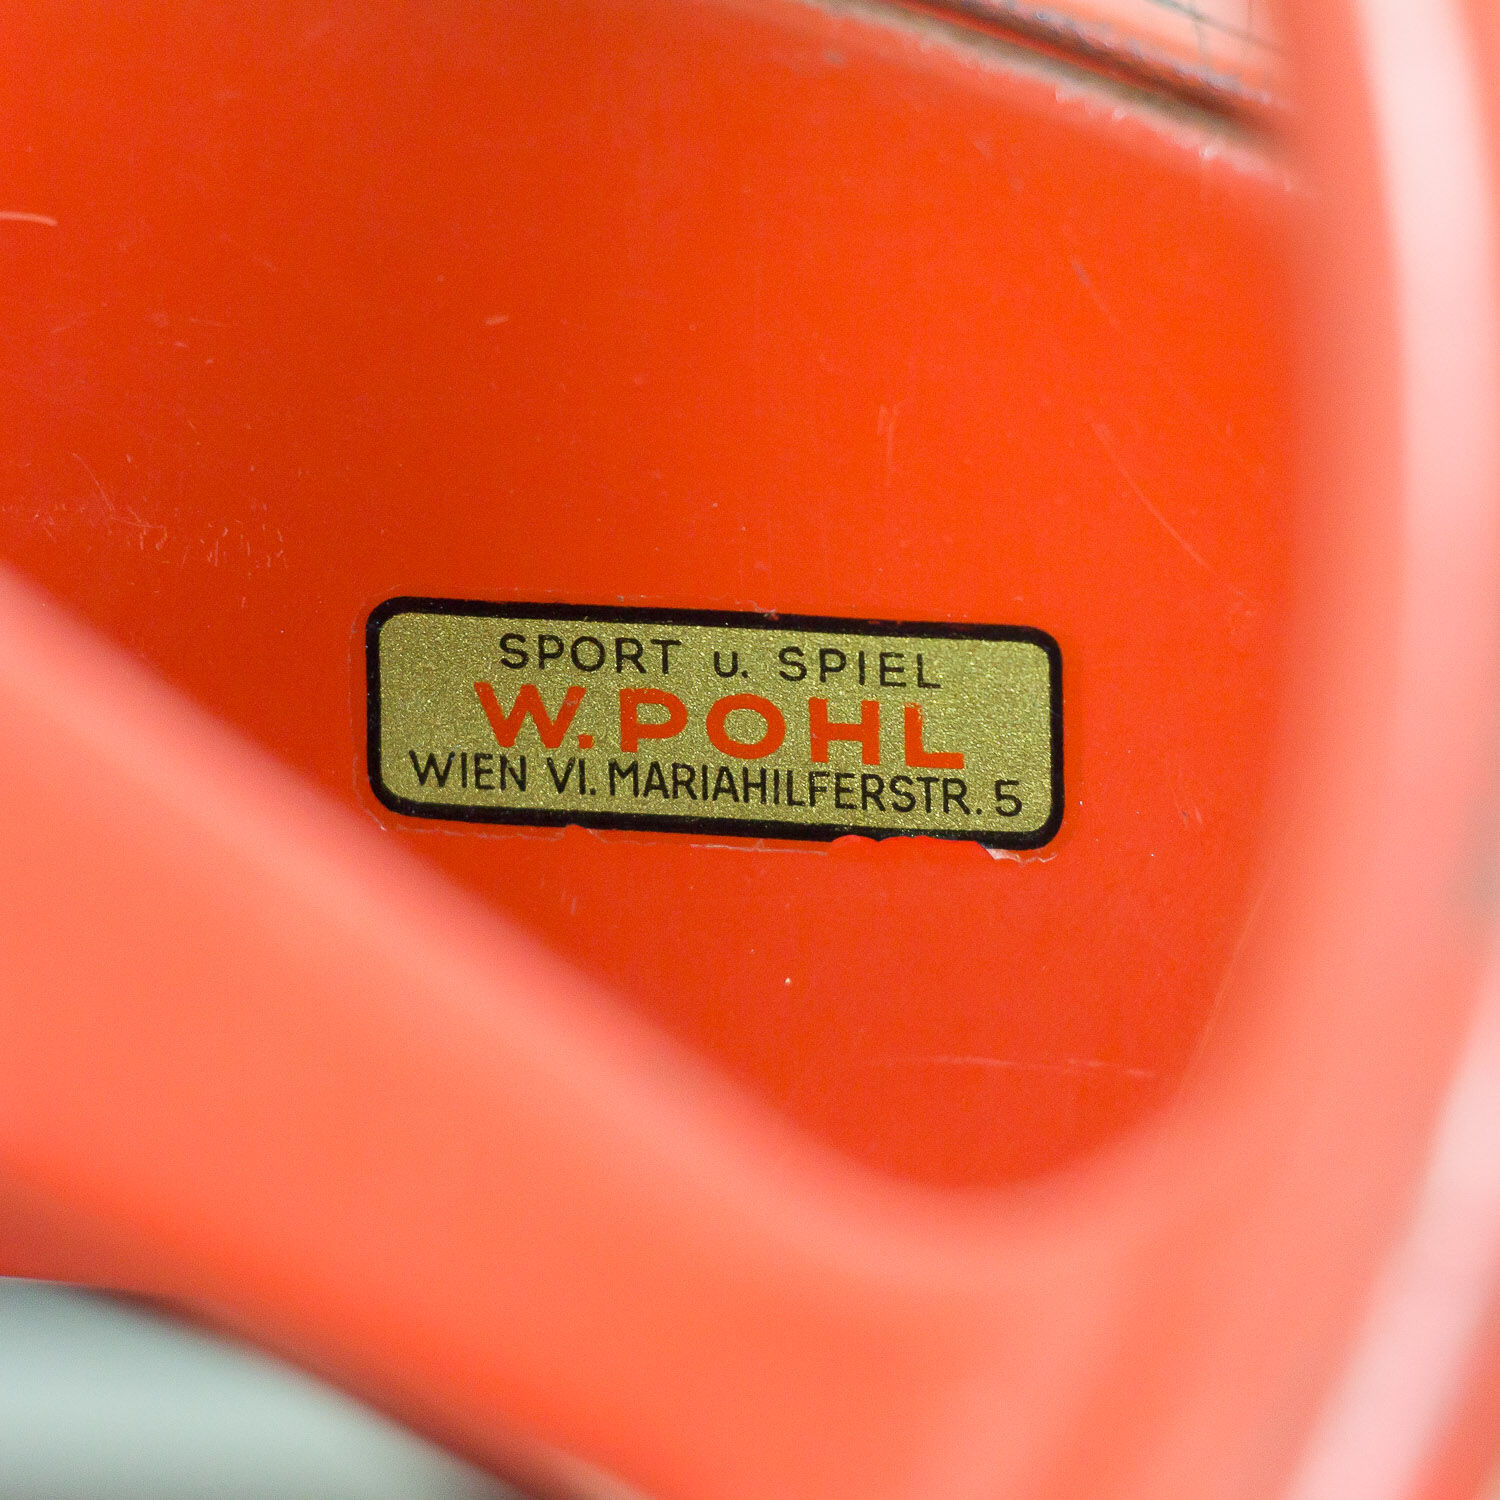 SPORT u. SPIEL
W. POHL
WIEN VI. MARIAHILFERSTR. 5